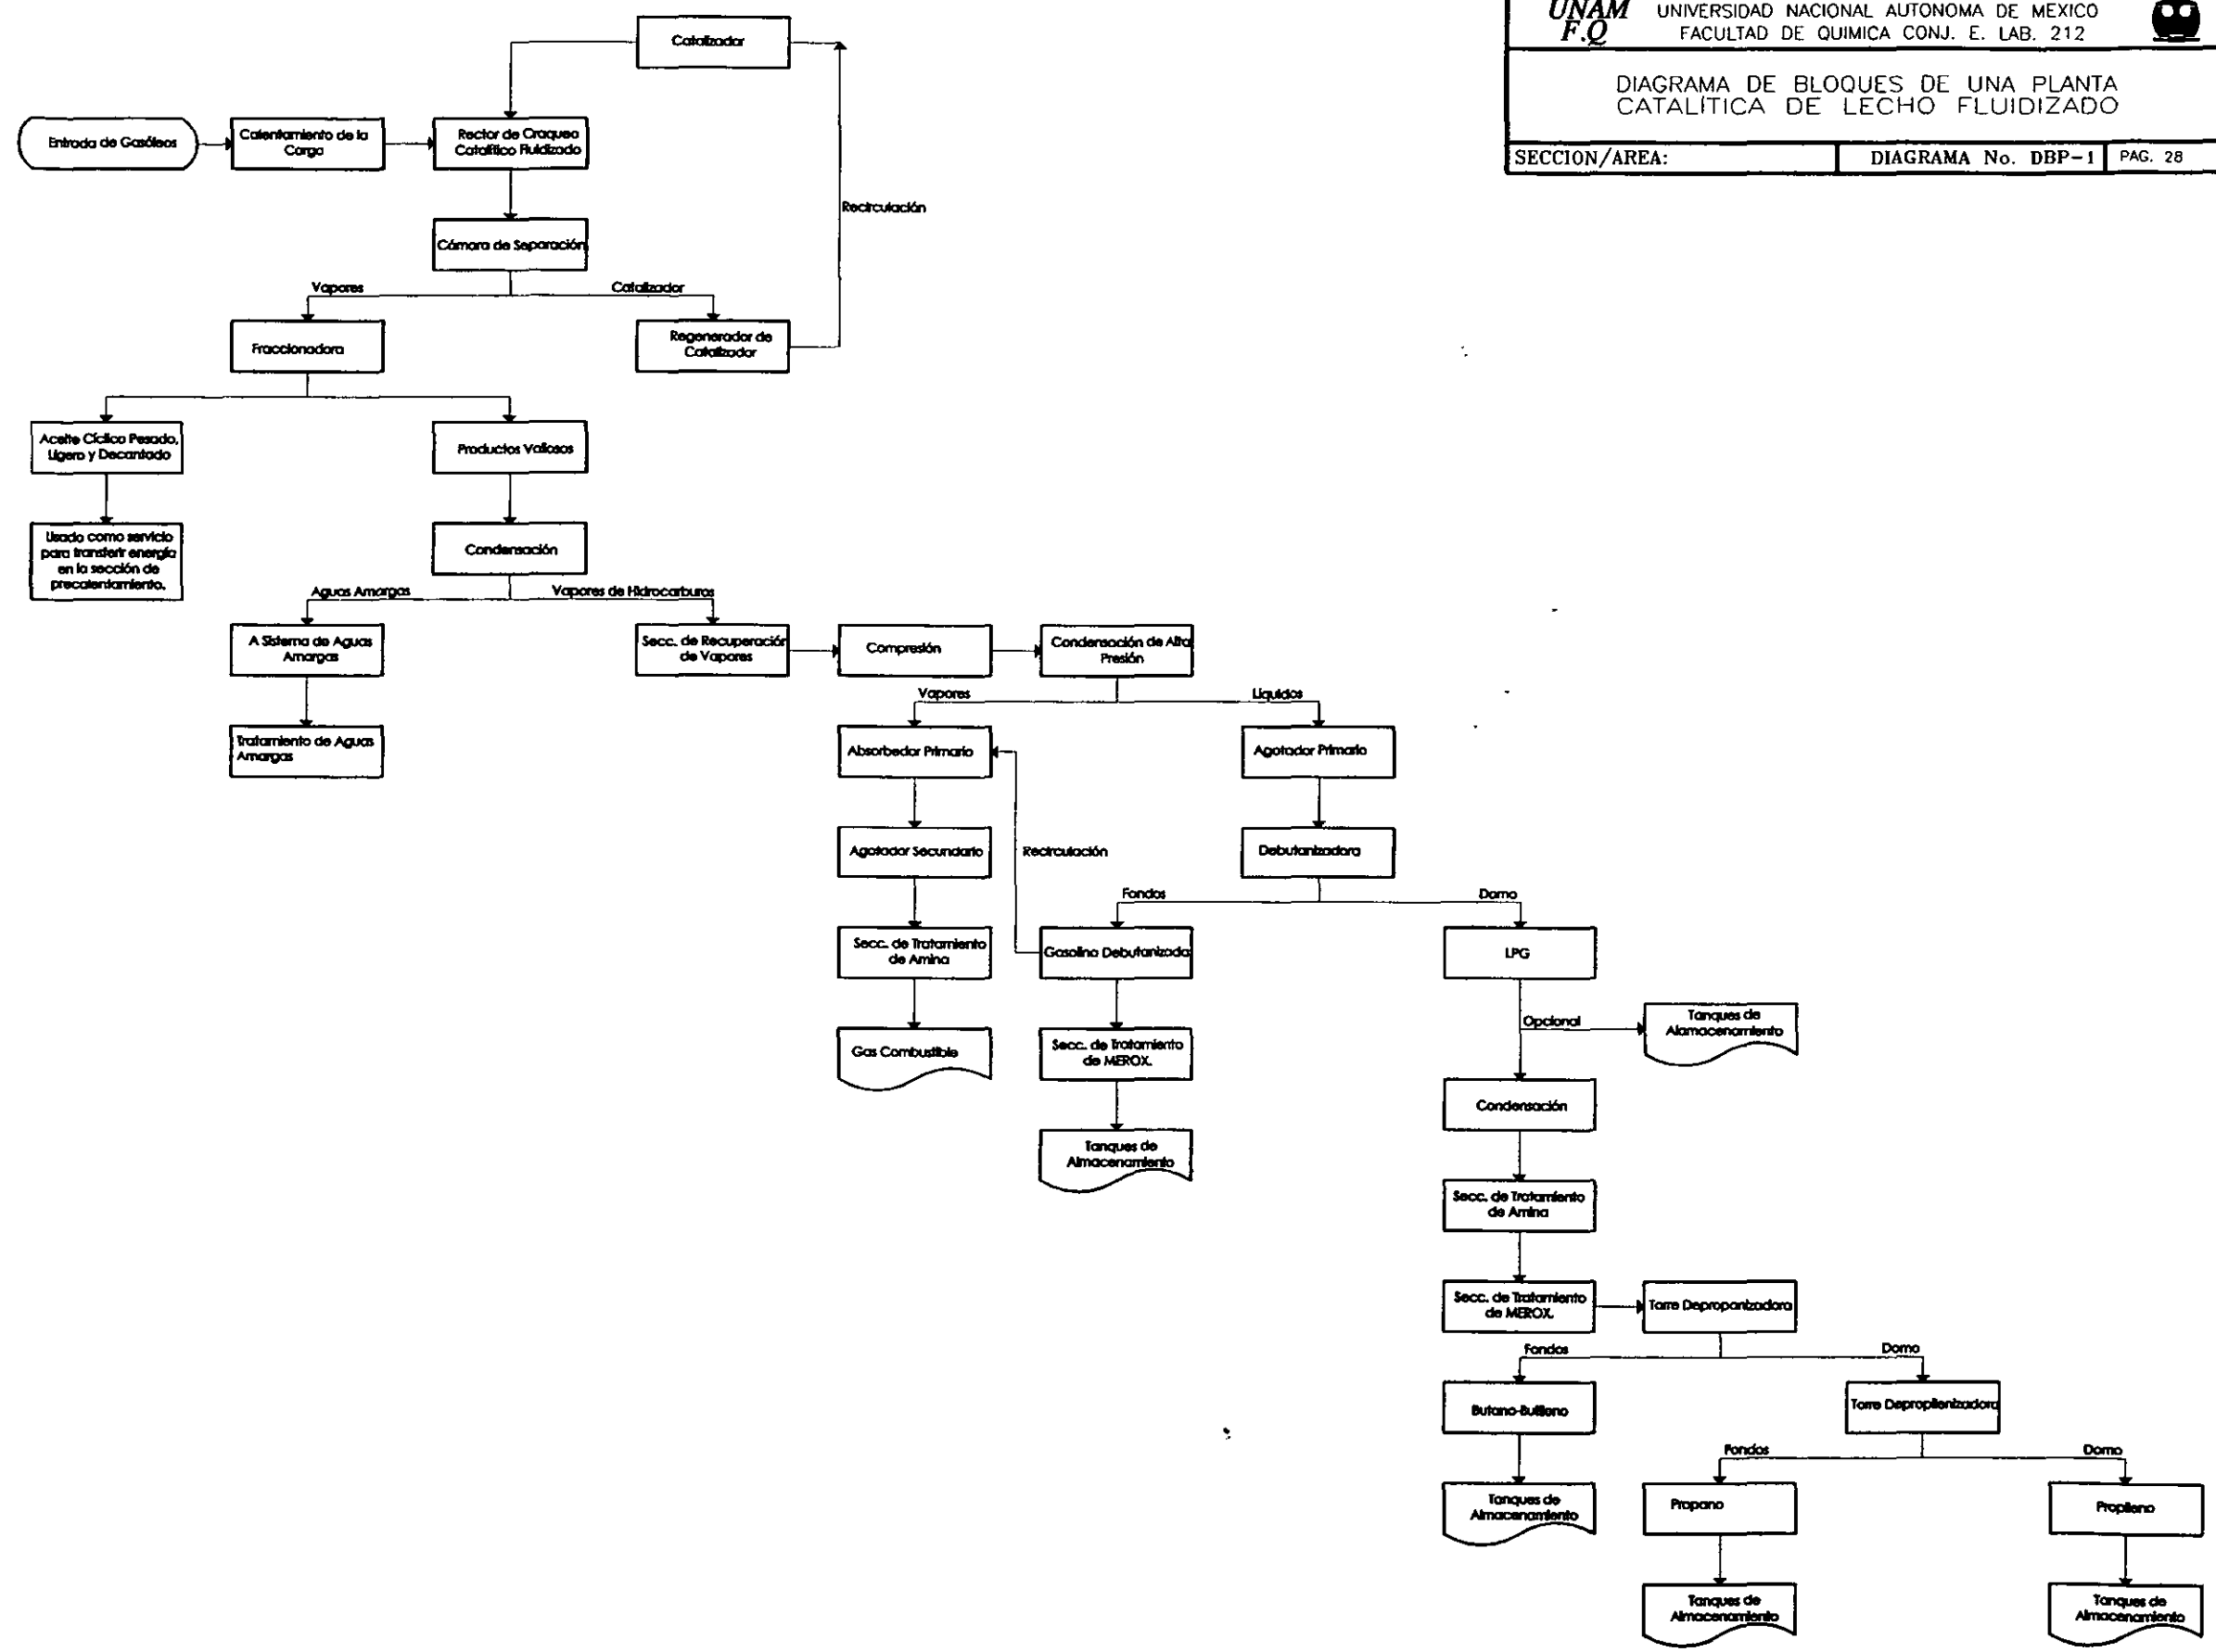 UNAM
F.Q
UNIVERSIDAD NACIONAL AUTONOMA DE MEXICO
FACULTAD DE QUIMICA CONJ. E. LAB. 212
DIAGRAMA DE BLOQUES DE UNA PLANTA
CATALÍTICA DE LECHO FLUIDIZADO
SECCION/AREA:
DIAGRAMA No. DBP-1
PAG. 28
Catalizador
Entrada de Gasóleos
Calentamiento de la
Carga
Rector de Craqueo
Catalítico Fluidizado
Recirculación
Cámara de Separación
Vapores
Catalizador
Fraccionadora
Regenerador de
Catalizador
Aceite Cíclico Pesado,
Ligero y Decantado
Productos Valiosos
Usado como servicio
para transferir energía
en la sección de
precalentamiento.
Condensación
Aguas Amargas
Vapores de Hidrocarburos
A Sistema de Aguas
Amargas
Secc. de Recuperación
de Vapores
Compresión
Condensación de Alta
Presión
Vapores
Líquidos
Tratamiento de Aguas
Amargas
Absorbedor Primario
Agotador Primario
Agotador Secundario
Recirculación
Debutanizadora
Fondos
Domo
Secc. de Tratamiento
de Amina
Gasolina Debutanizada
LPG
Opcional
Tanques de
Alamacenamiento
Gas Combustible
Secc. de Tratamiento
de MEROX.
Condensación
Tanques de
Almacenamiento
Secc. de Tratamiento
de Amina
Secc. de Tratamiento
de MEROX.
Torre Depropanizadora
Fondos
Domo
Butano-Butileno
Torre Depropilenizadora
Fondos
Domo
Tanques de
Almacenamiento
Propano
Propileno
Tanques de
Almacenamiento
Tanques de
Almacenamiento